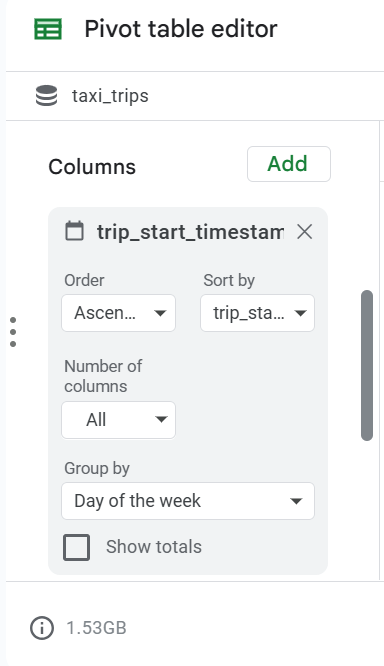 Pivot table editor
taxi_trips
Columns
Add
trip_start_timestam
Order
Sort by
Ascen...
trip_sta...
Number of
columns
All
Group by
Day of the week
Show totals
1.53GB